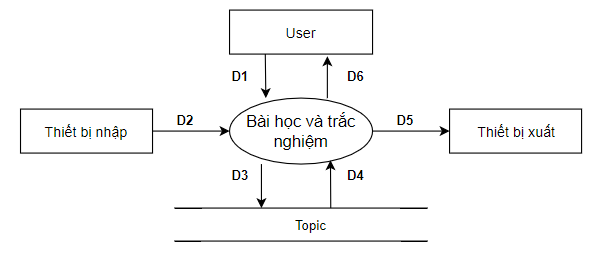 User
D1
D6
Thiết bị nhập
D2
Bài học và trắc
nghiệm
D5
Thiết bị xuất
D3
D4
Topic